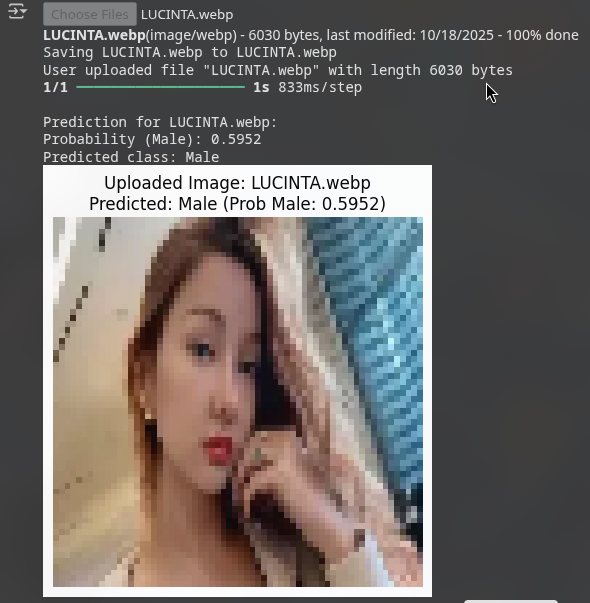 Choose Files LUCINTA.webp
LUCINTA.webp(image/webp) - 6030 bytes, last modified: 10/18/2025 - 100% done
Saving LUCINTA.webp to LUCINTA.webp
User uploaded file "LUCINTA.webp" with length 6030 bytes
1/1 ━━━━━━━━━━━━━━━━━━━━ 1s 833ms/step
Prediction for LUCINTA.webp:
Probability (Male): 0.5952
Predicted class: Male
Uploaded Image: LUCINTA.webp
Predicted: Male (Prob Male: 0.5952)